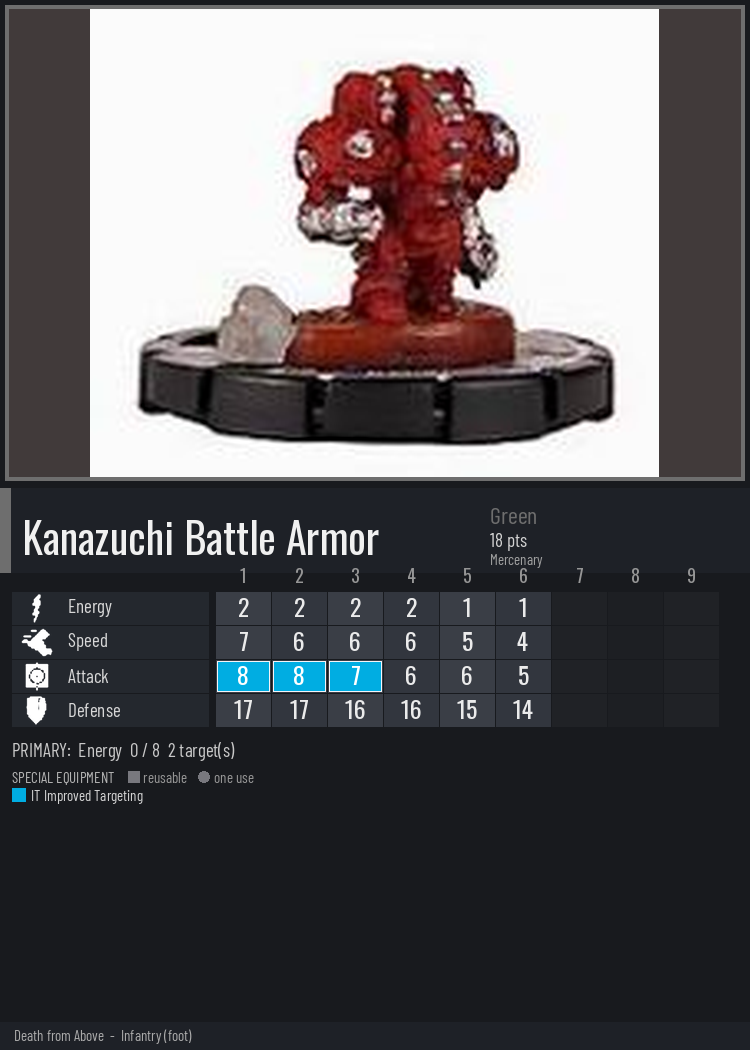 Kanazuchi Battle Armor
Green
18 pts
Mercenary
1 2 3 4 5 6 7 8 9
Energy 2 2 2 2 1 1
Speed 7 6 6 6 5 4
Attack 8 8 7 6 6 5
Defense 17 17 16 16 15 14
PRIMARY: Energy 0 / 8 2 target(s)
SPECIAL EQUIPMENT reusable one use
IT Improved Targeting
Death from Above - Infantry (foot)